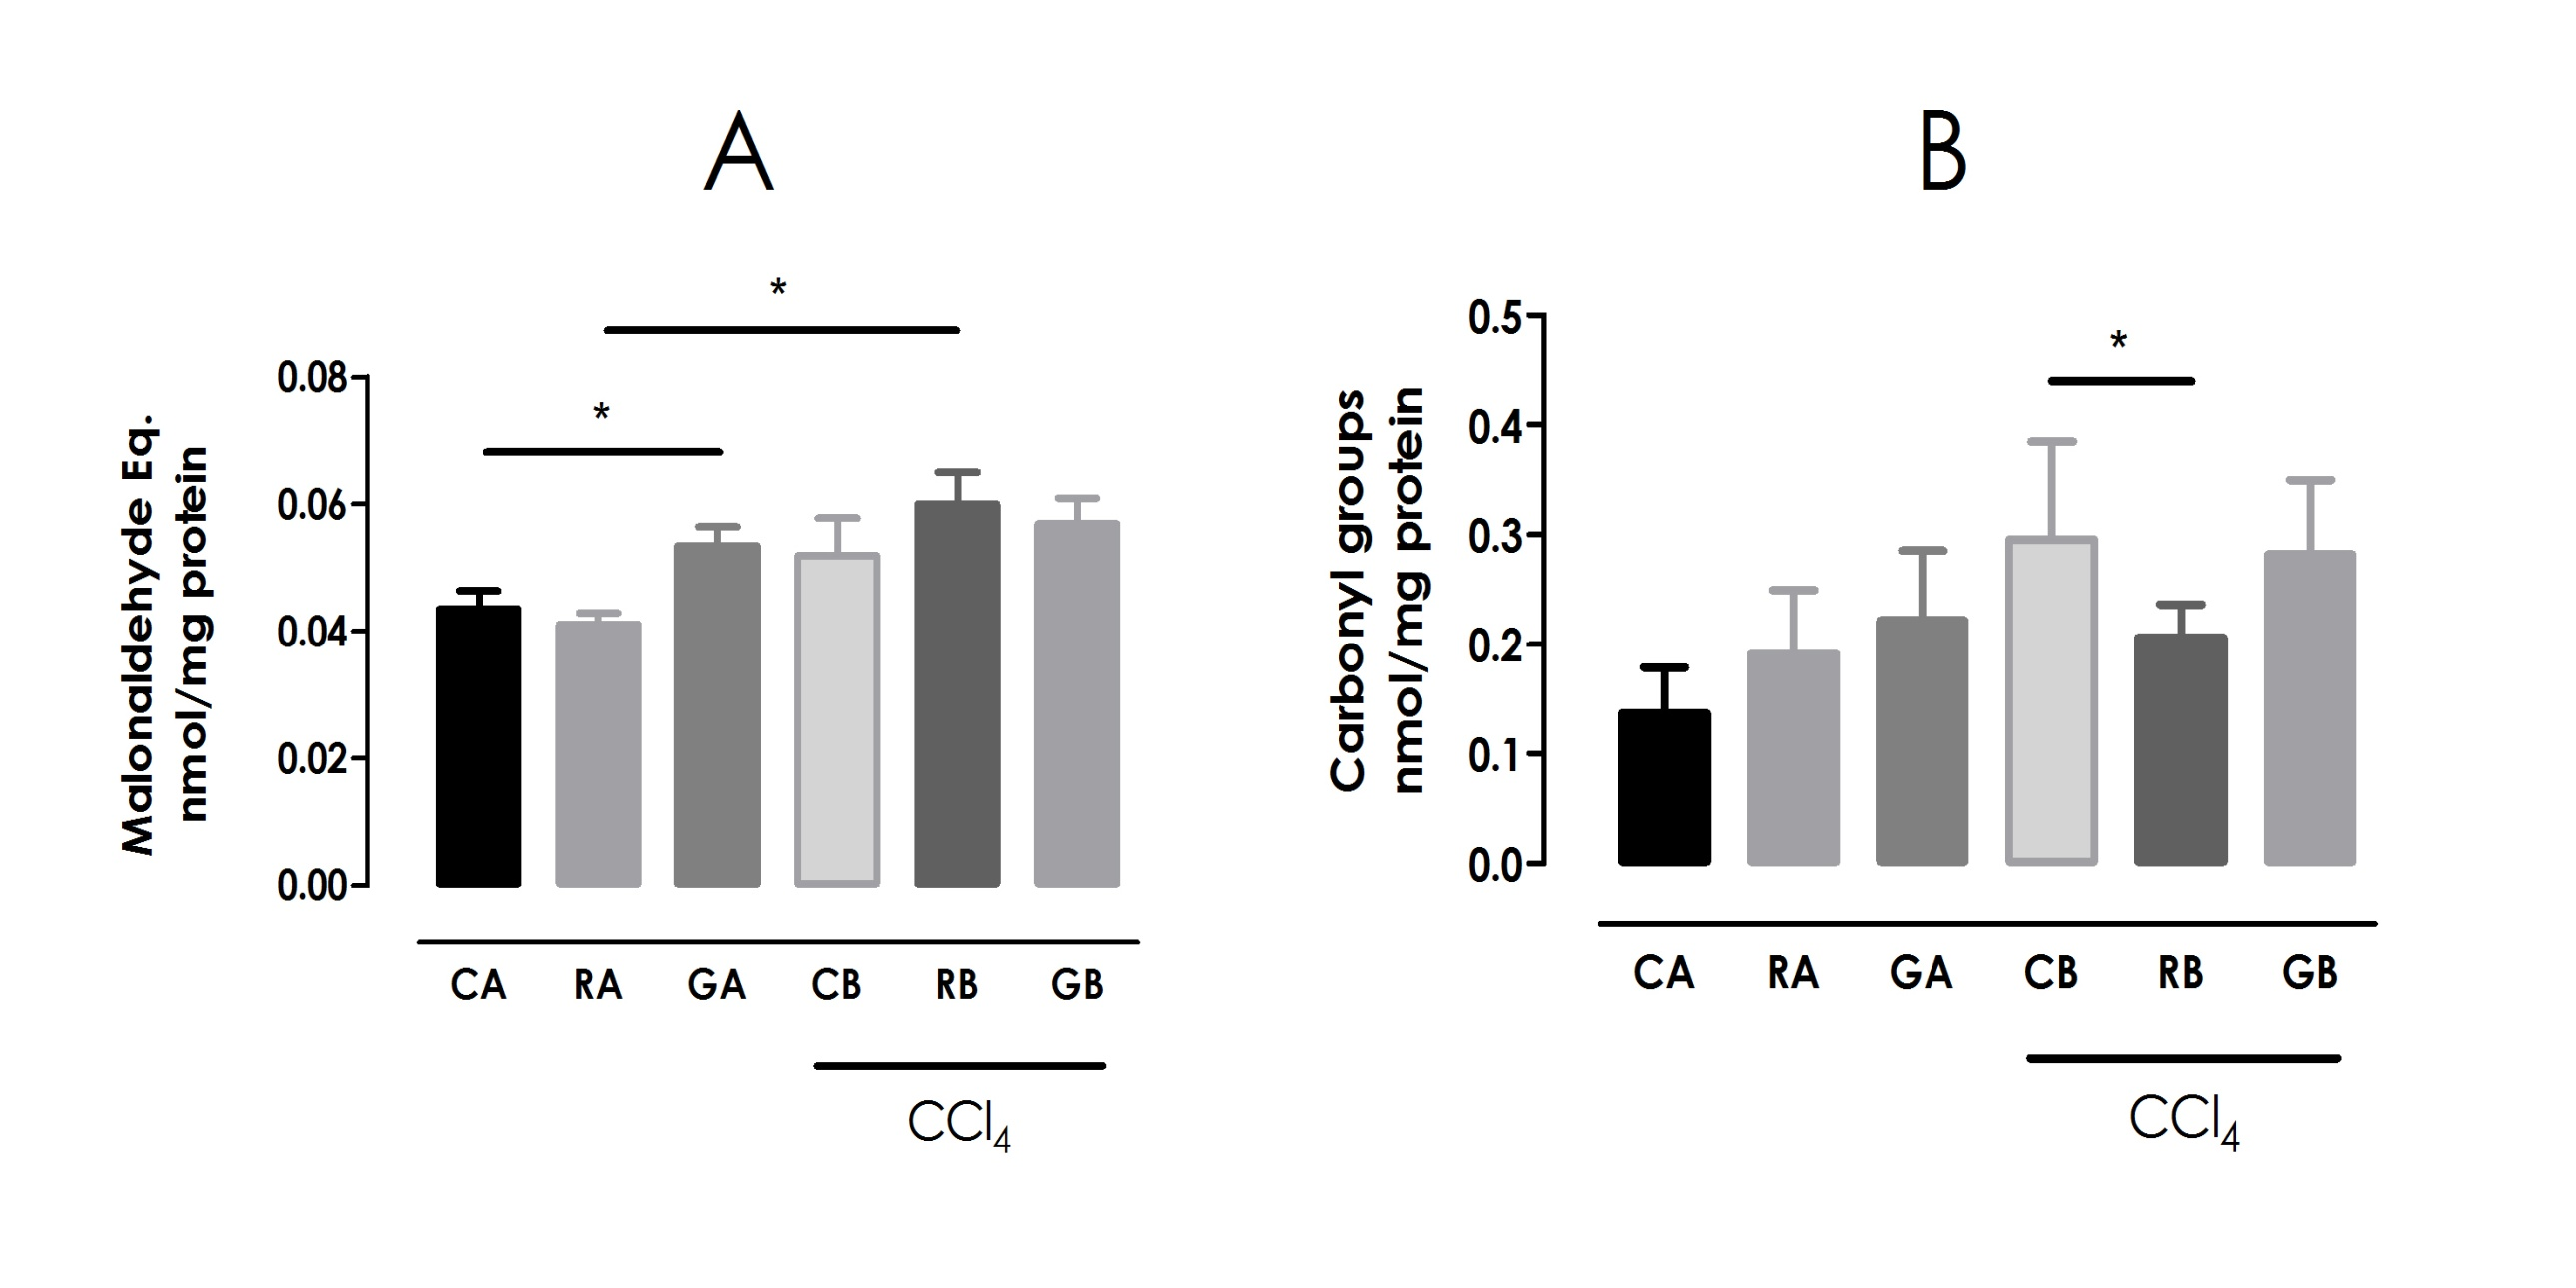 A
*
*
0.08
0.06
0.04
0.02
0.00
Malonaldehyde Eq.
nmol/mg protein
CA RA GA CB RB GB
CCl₄
B
*
0.5
0.4
0.3
0.2
0.1
0.0
Carbonyl groups
nmol/mg protein
CA RA GA CB RB GB
CCl₄